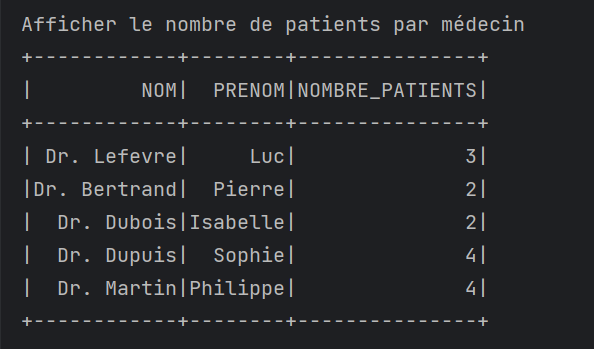 Afficher le nombre de patients par médecin
+------------+--------+---------------+
|         NOM|  PRENOM|NOMBRE_PATIENTS|
+------------+--------+---------------+
| Dr. Lefevre|     Luc|              3|
|Dr. Bertrand|  Pierre|              2|
|  Dr. Dubois|Isabelle|              2|
|  Dr. Dupuis|  Sophie|              4|
|  Dr. Martin|Philippe|              4|
+------------+--------+---------------+